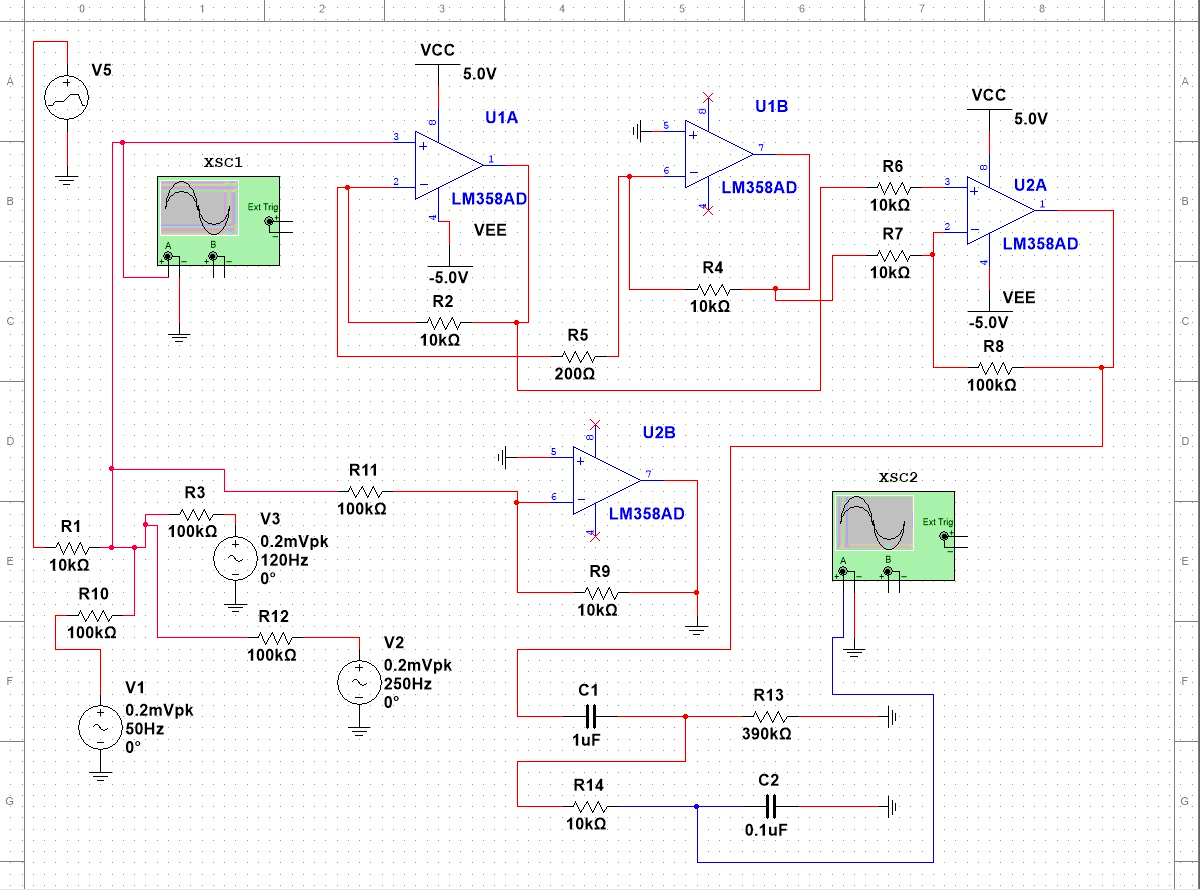 0 1 2 3 4 5 6 7 8
A
B
C
D
E
F
G
A
B
C
D
E
F
G
V5
VCC
5.0V
U1A
8
3
2
1
4
+
−
LM358AD
VEE
-5.0V
R2
10kΩ
XSC1
Ext Trig
+
−
A
B
+
−
+
−
U1B
8
5
6
7
4
+
−
LM358AD
R4
10kΩ
R5
200Ω
R6
10kΩ
R7
10kΩ
VCC
5.0V
U2A
8
3
2
1
4
+
−
LM358AD
VEE
-5.0V
R8
100kΩ
U2B
8
5
6
7
4
+
−
LM358AD
R9
10kΩ
R11
100kΩ
R3
100kΩ
V3
0.2mVpk
120Hz
0°
R1
10kΩ
R10
100kΩ
R12
100kΩ
V2
0.2mVpk
250Hz
0°
V1
0.2mVpk
50Hz
0°
XSC2
Ext Trig
+
−
A
B
+
−
+
−
C1
1uF
R13
390kΩ
R14
10kΩ
C2
0.1uF